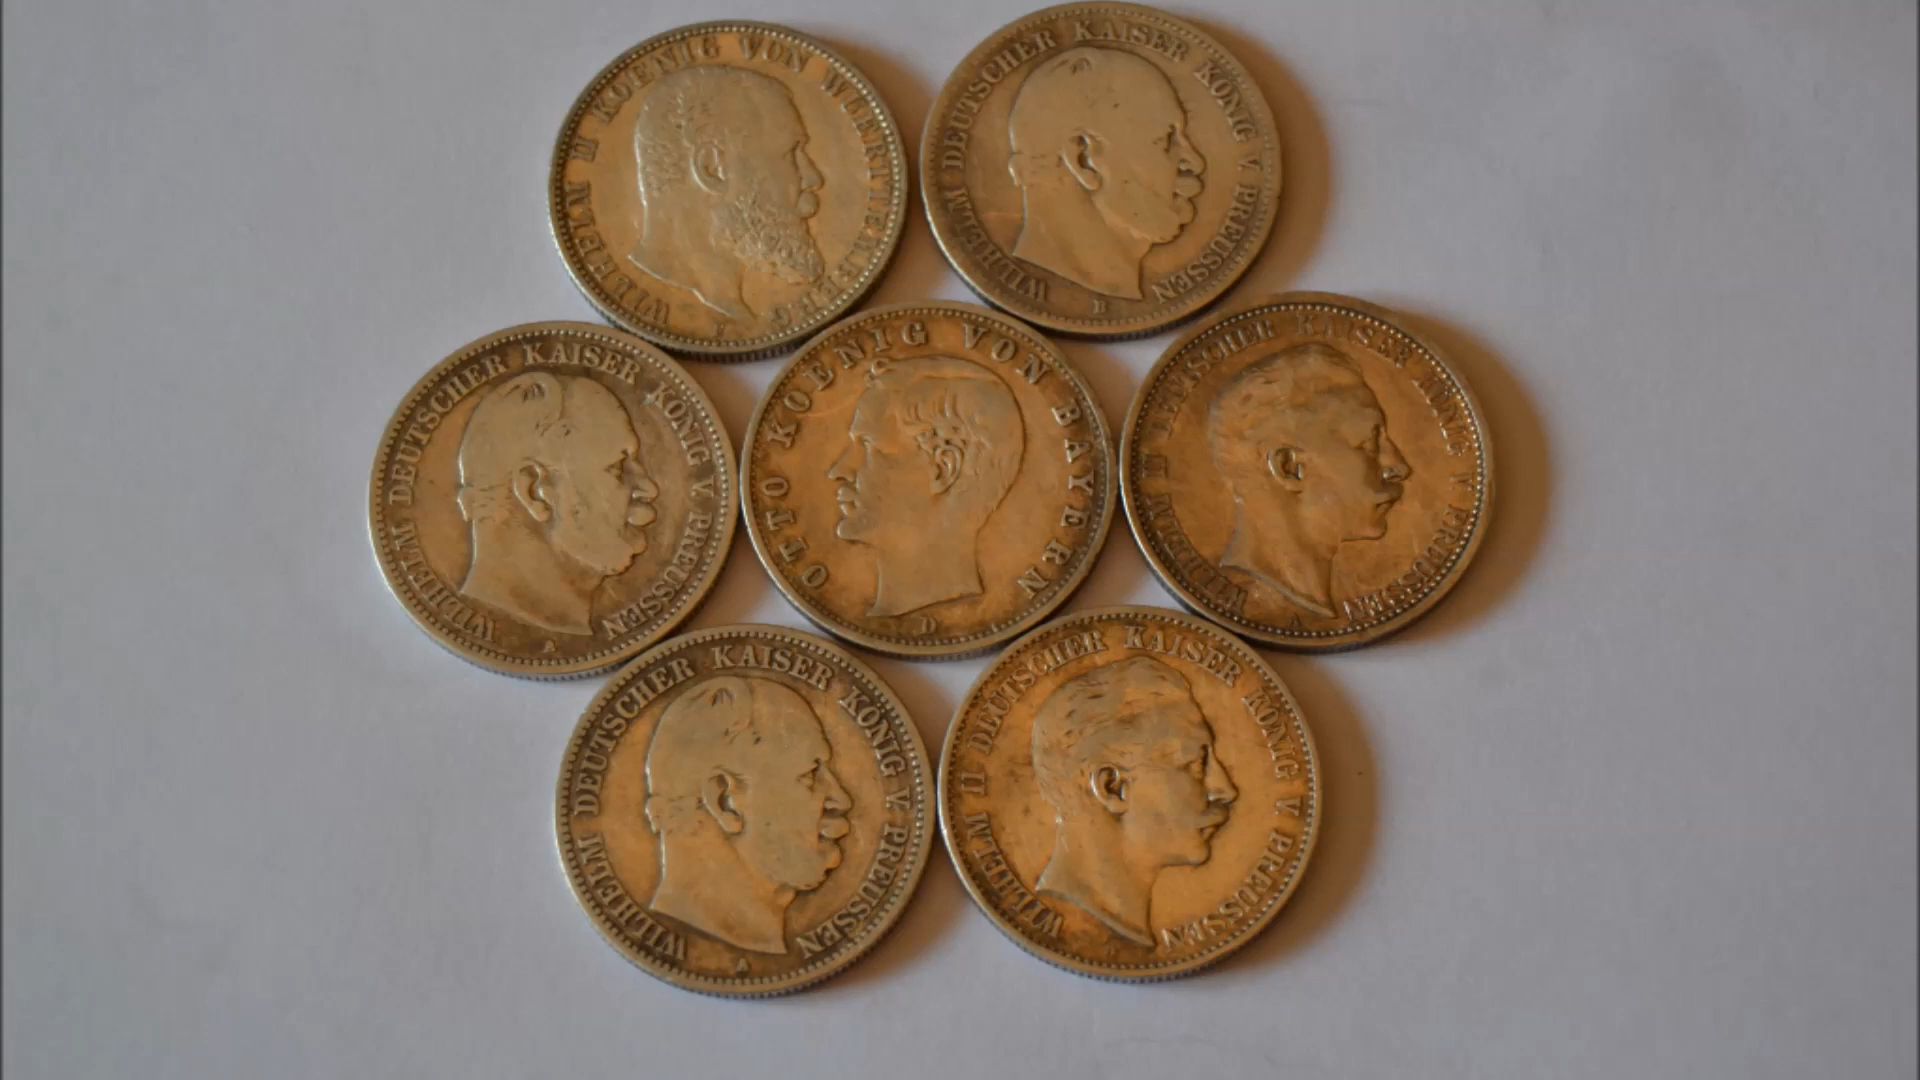 WILHELM II KOENIG VON WUERTTEMBERG
F
WILHELM DEUTSCHER KAISER KÖNIG V. PREUSSEN
B
WILHELM DEUTSCHER KAISER KÖNIG V. PREUSSEN
A
OTTO KOENIG VON BAYERN
D
WILHELM II DEUTSCHER KAISER KÖNIG V. PREUSSEN
A
WILHELM DEUTSCHER KAISER KÖNIG V. PREUSSEN
A
WILHELM II DEUTSCHER KAISER KÖNIG V. PREUSSEN